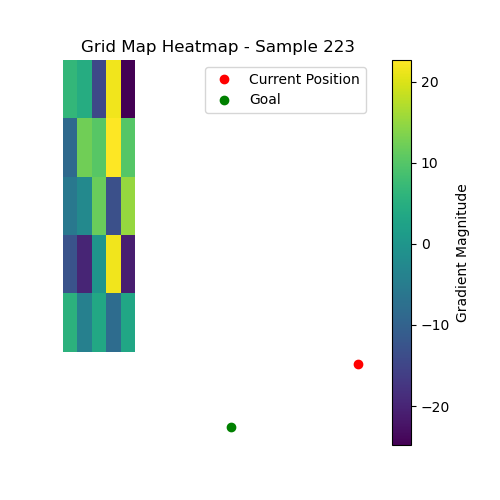 Grid Map Heatmap - Sample 223
Current Position
Goal
20
10
0
−10
−20
Gradient Magnitude